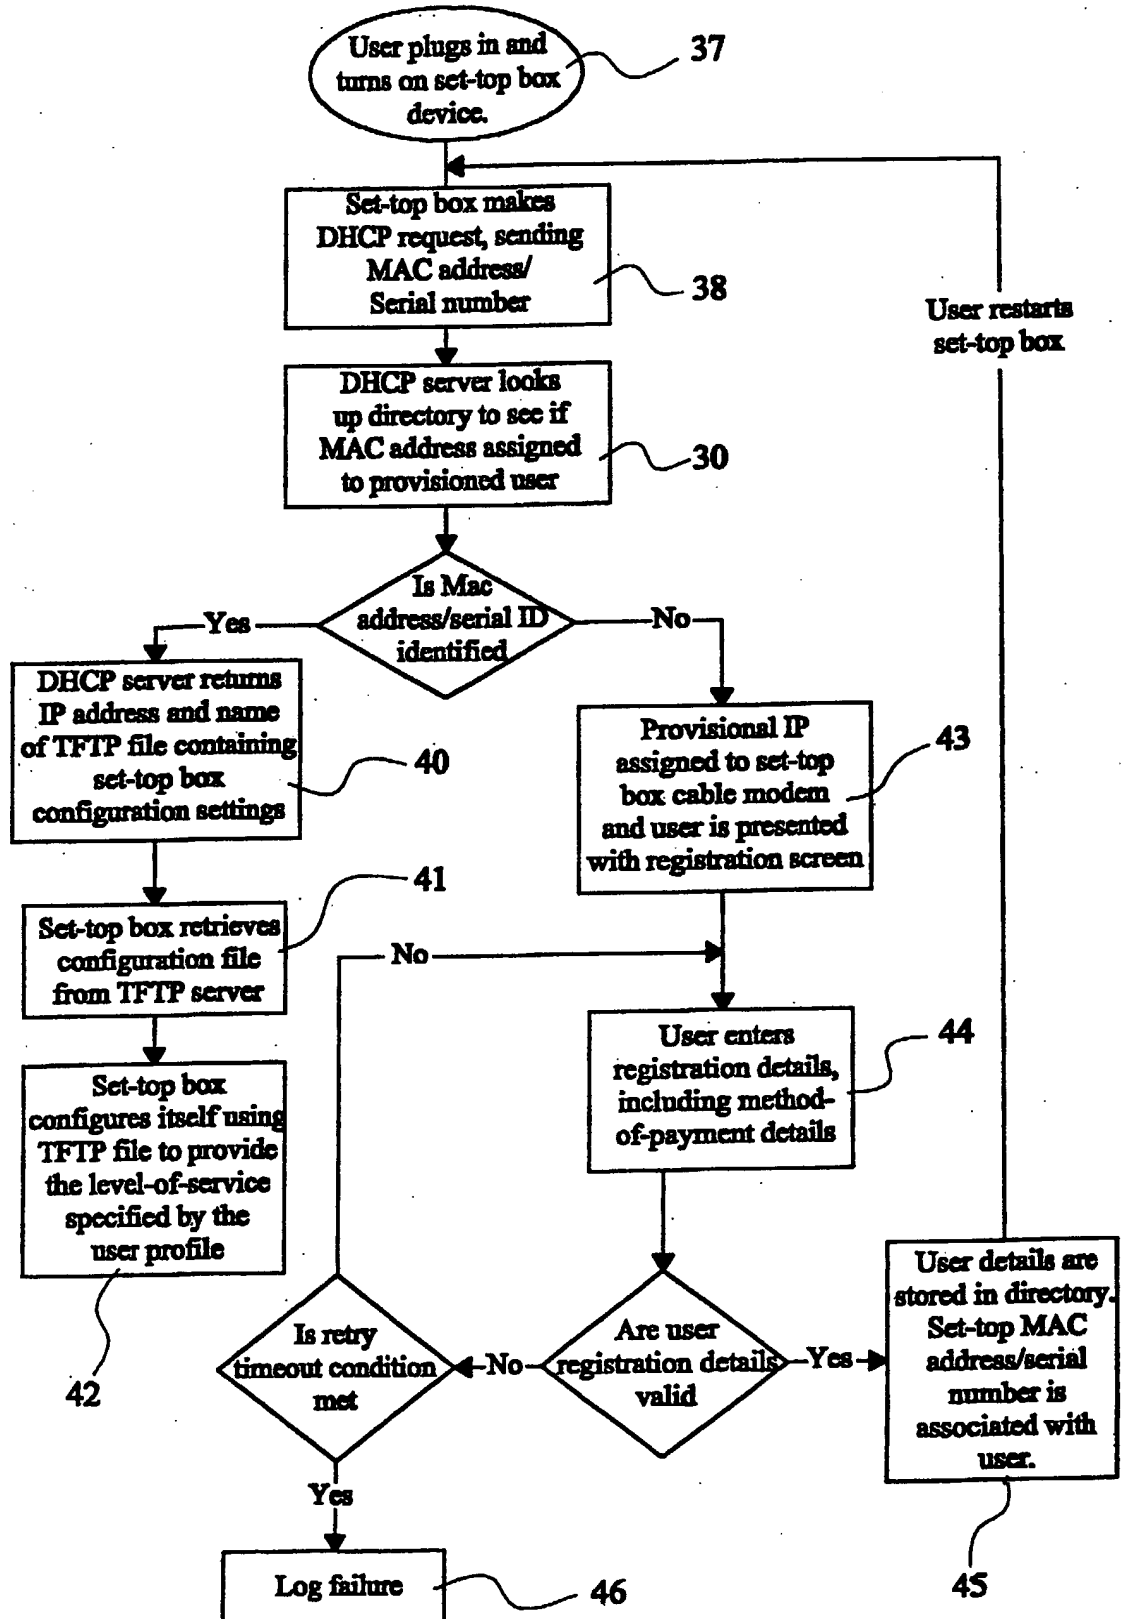 User plugs in and
turns on set-top box
device.
37
Set-top box makes
DHCP request, sending
MAC address/
Serial number
38
User restarts
set-top box
DHCP server looks
up directory to see if
MAC address assigned
to provisioned user
30
Is Mac
address/serial ID
identified
Yes
No
DHCP server returns
IP address and name
of TFTP file containing
set-top box
configuration settings
40
Provisional IP
assigned to set-top
box cable modem
and user is presented
with registration screen
43
Set-top box retrieves
configuration file
from TFTP server
41
No
User enters
registration details,
including method-
of-payment details
44
Set-top box
configures itself using
TFTP file to provide
the level-of-service
specified by the
user profile
42
Is retry
timeout condition
met
No
Are user
registration details
valid
Yes
User details are
stored in directory.
Set-top MAC
address/serial
number is
associated with
user.
45
Yes
Log failure
46